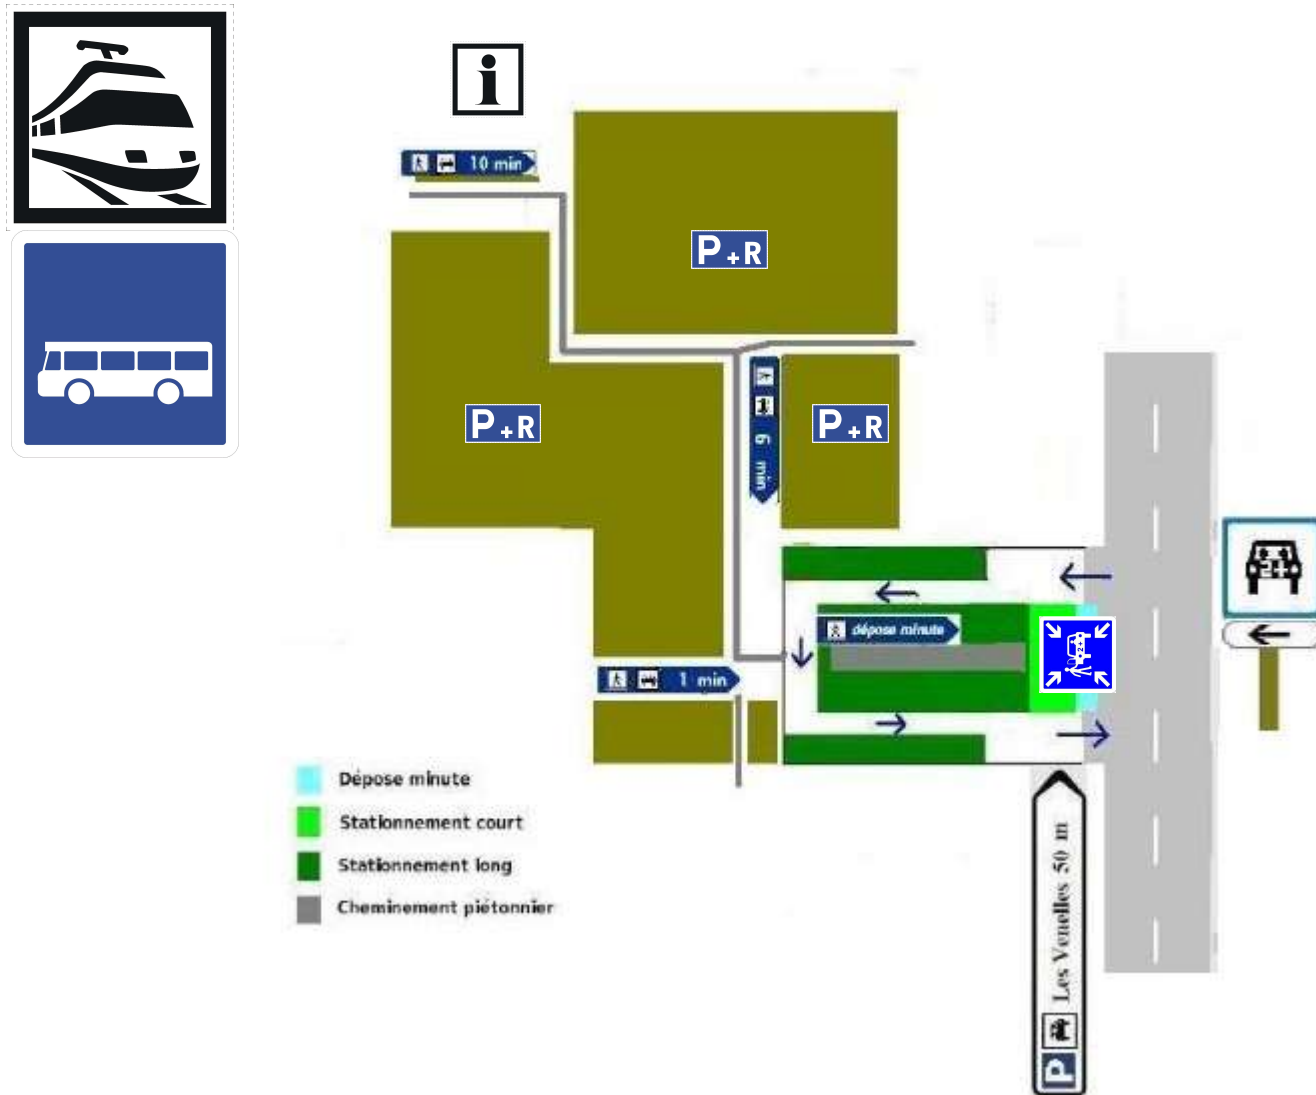 i
10 min
P+R
P+R
P+R
6 min
dépose minute
1 min
Dépose minute
Stationnement court
Stationnement long
Cheminement piétonnier
P Les Venelles 50 m